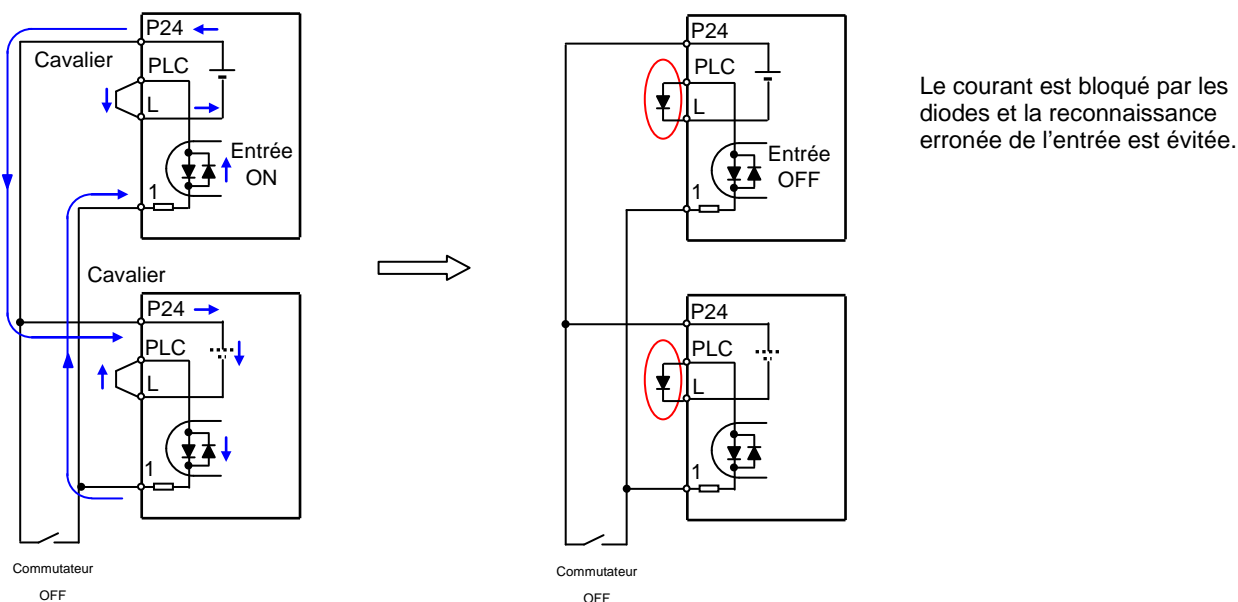 P24
Cavalier
PLC
L
Entrée
ON
1
Cavalier
P24
PLC
L
1
Commutateur
OFF
P24
PLC
L
Entrée
OFF
1
P24
PLC
L
1
Commutateur
OFF
Le courant est bloqué par les
diodes et la reconnaissance
erronée de l'entrée est évitée.